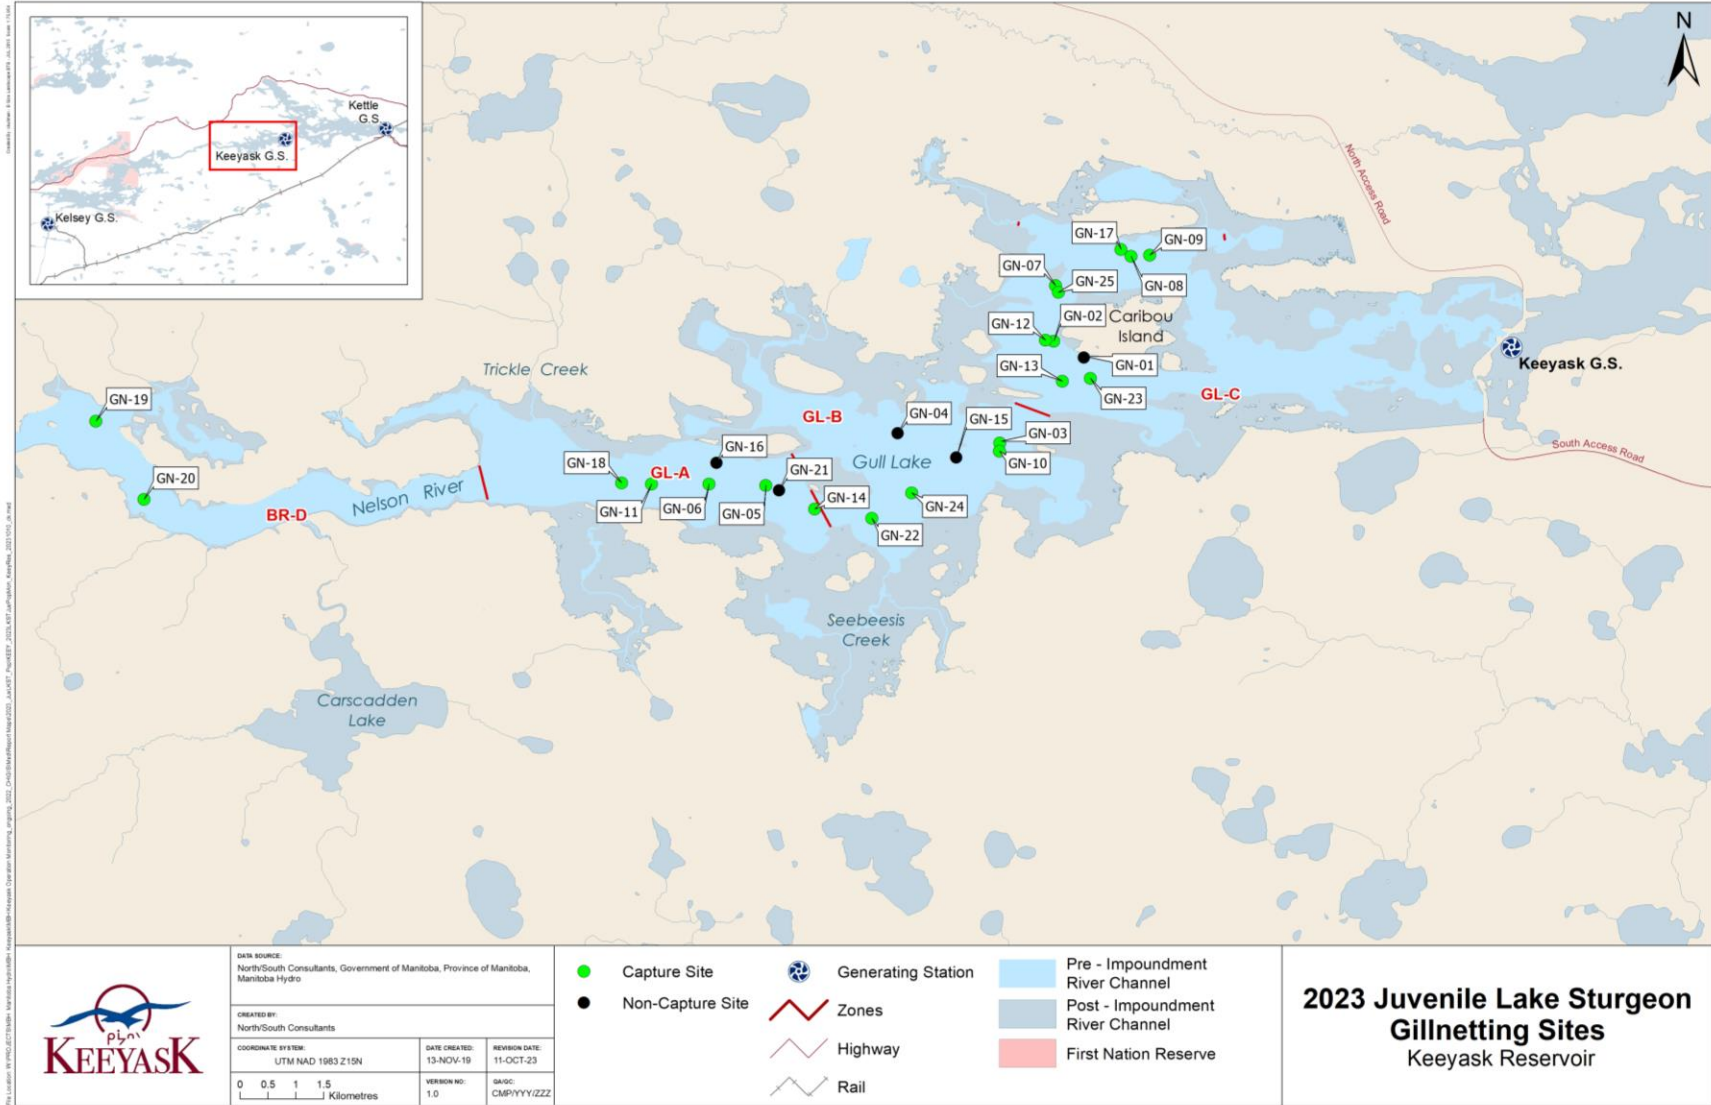 N
Kettle
G.S.
Keeyask G.S.
Kelsey G.S.
North Access Road
GN-17
GN-09
GN-07
GN-25
GN-08
GN-12
GN-02
Caribou
Island
GN-13
GN-01
Keeyask G.S.
Trickle Creek
GN-23
GL-C
GN-19
GL-B
GN-04
GN-15
GN-03
South Access Road
GN-16
GN-18
GL-A
GN-21
Gull Lake
GN-10
GN-20
Nelson River
GN-11
GN-06
GN-05
GN-14
GN-24
BR-D
GN-22
Seebeesis
Creek
Carscadden
Lake
KEEYASK
DATA SOURCE:
North/South Consultants, Government of Manitoba, Province of Manitoba,
Manitoba Hydro
CREATED BY:
North/South Consultants
COORDINATE SYSTEM:
UTM NAD 1983 Z15N
DATE CREATED:
13-NOV-19
REVISION DATE:
11-OCT-23
0 0.5 1 1.5
Kilometres
VERSION NO:
1.0
QA/QC:
CMP/YYY/ZZZ
Capture Site
Non-Capture Site
Generating Station
Zones
Highway
Rail
Pre - Impoundment
River Channel
Post - Impoundment
River Channel
First Nation Reserve
2023 Juvenile Lake Sturgeon
Gillnetting Sites
Keeyask Reservoir